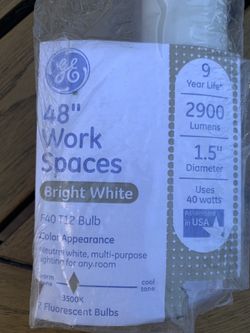 GE
48"
Work
Spaces
Bright White
F40 T12 Bulb
Color Appearance
Neutral white, multi-purpose
lighting for any room
warm tone
cool tone
3500K
2 Fluorescent Bulbs
9
Year Life*
2900
Lumens
1.5"
Diameter
Uses
40 watts
Assembled
in USA